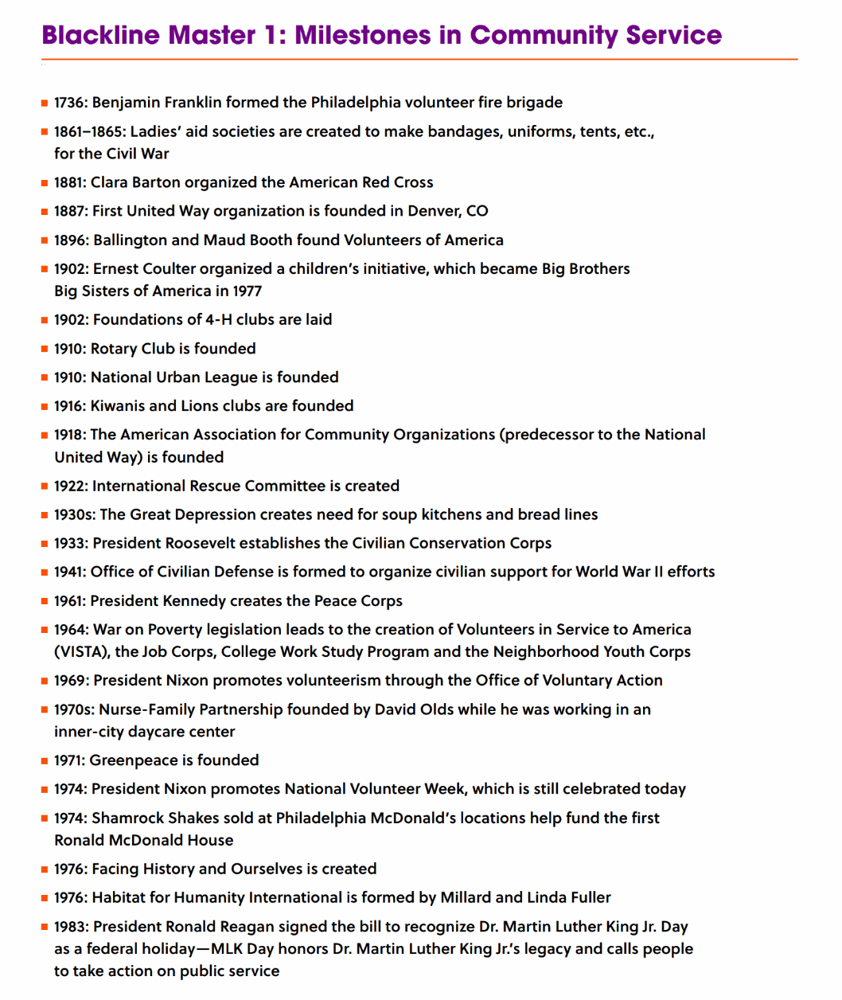 Blackline Master 1: Milestones in Community Service
1736: Benjamin Franklin formed the Philadelphia volunteer fire brigade
1861–1865: Ladies’ aid societies are created to make bandages, uniforms, tents, etc.,
for the Civil War
1881: Clara Barton organized the American Red Cross
1887: First United Way organization is founded in Denver, CO
1896: Ballington and Maud Booth found Volunteers of America
1902: Ernest Coulter organized a children’s initiative, which became Big Brothers
Big Sisters of America in 1977
1902: Foundations of 4-H clubs are laid
1910: Rotary Club is founded
1910: National Urban League is founded
1916: Kiwanis and Lions clubs are founded
1918: The American Association for Community Organizations (predecessor to the National
United Way) is founded
1922: International Rescue Committee is created
1930s: The Great Depression creates need for soup kitchens and bread lines
1933: President Roosevelt establishes the Civilian Conservation Corps
1941: Office of Civilian Defense is formed to organize civilian support for World War II efforts
1961: President Kennedy creates the Peace Corps
1964: War on Poverty legislation leads to the creation of Volunteers in Service to America
(VISTA), the Job Corps, College Work Study Program and the Neighborhood Youth Corps
1969: President Nixon promotes volunteerism through the Office of Voluntary Action
1970s: Nurse-Family Partnership founded by David Olds while he was working in an
inner-city daycare center
1971: Greenpeace is founded
1974: President Nixon promotes National Volunteer Week, which is still celebrated today
1974: Shamrock Shakes sold at Philadelphia McDonald’s locations help fund the first
Ronald McDonald House
1976: Facing History and Ourselves is created
1976: Habitat for Humanity International is formed by Millard and Linda Fuller
1983: President Ronald Reagan signed the bill to recognize Dr. Martin Luther King Jr. Day
as a federal holiday—MLK Day honors Dr. Martin Luther King Jr.’s legacy and calls people
to take action on public service